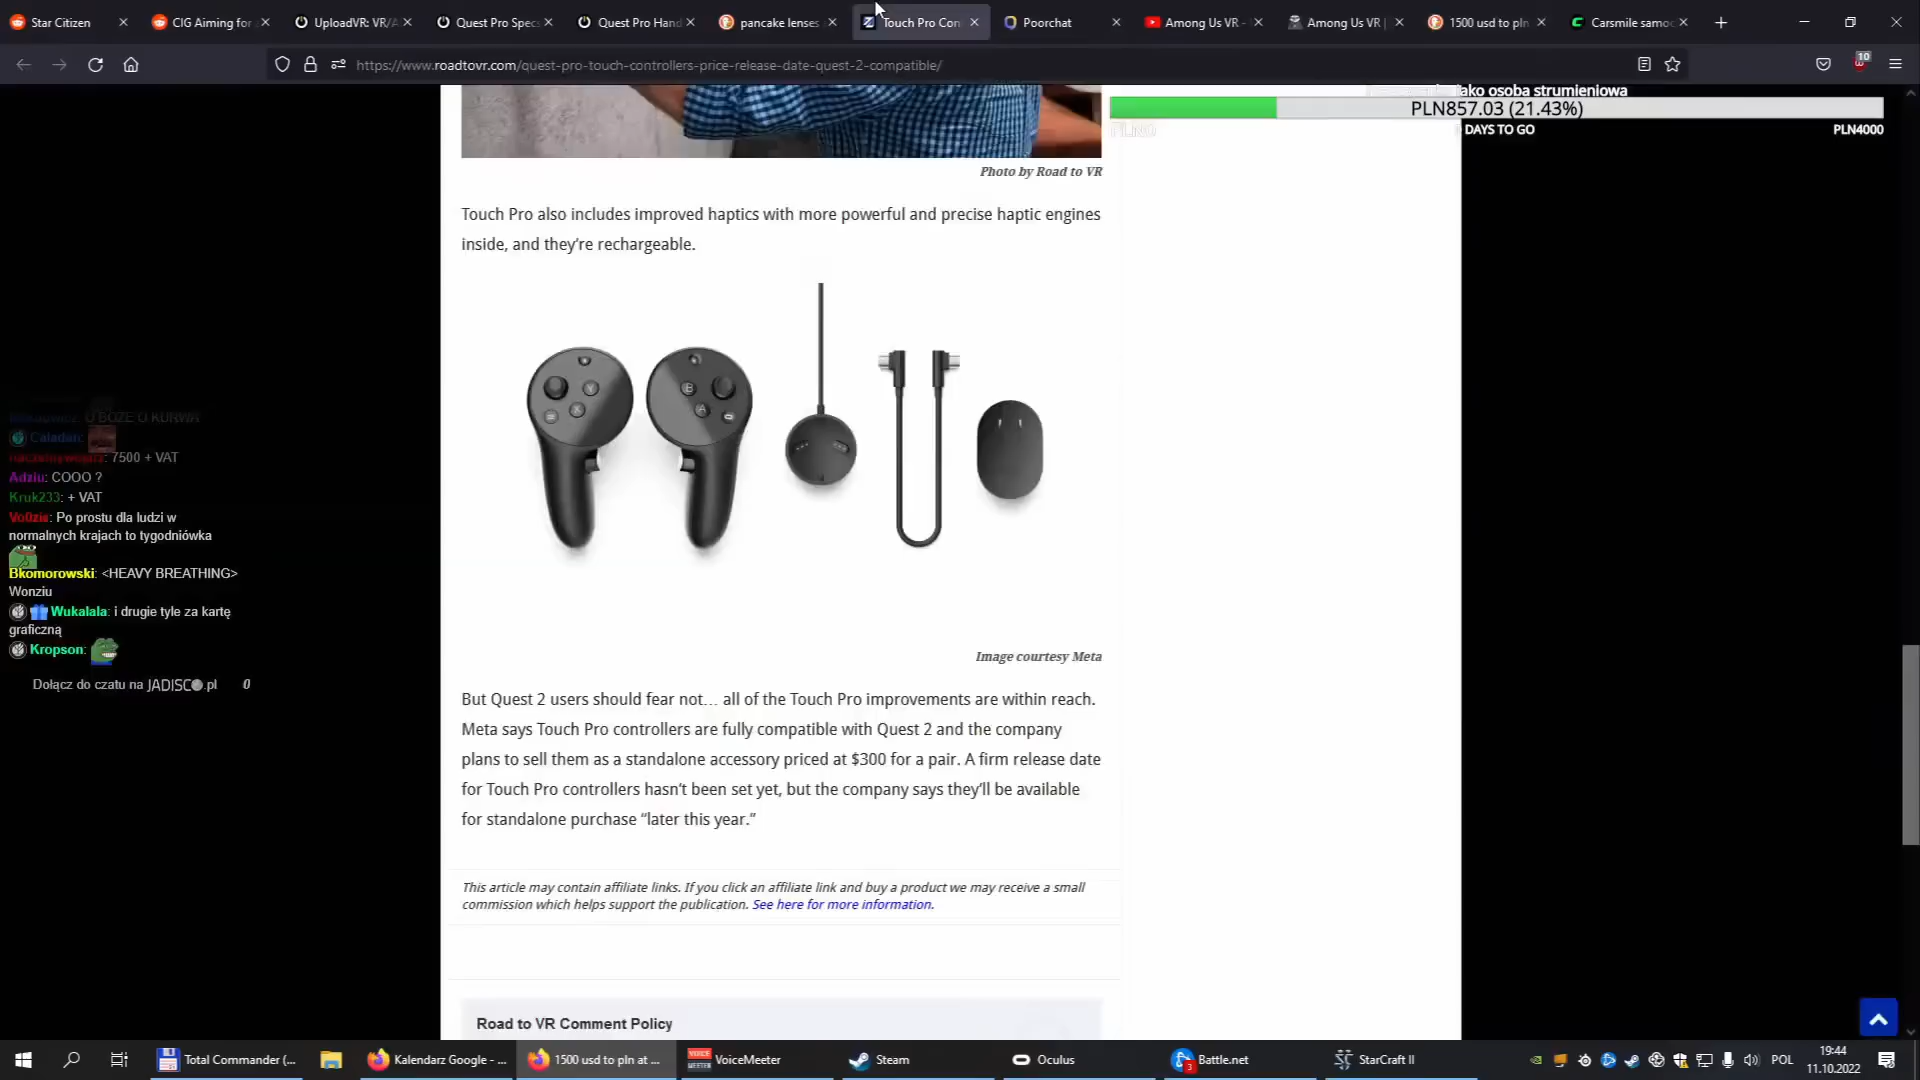 Star Citizen
CIG Aiming for
UploadVR: VR/A
Quest Pro Specs
Quest Pro Hand
pancake lenses
Touch Pro Con
Poorchat
Among Us VR -
Among Us VR |
1500 usd to pln
Carsmile samoc
https://www.roadtovr.com/quest-pro-touch-controllers-price-release-date-quest-2-compatible/
10
jako osoba strumieniowa
PLN857.03 (21.43%)
PLN0
DAYS TO GO
PLN4000
Photo by Road to VR
Touch Pro also includes improved haptics with more powerful and precise haptic engines
inside, and they're rechargeable.
Y
X
B
A
O BOZE O KURWA
Caladan:
naczelnywojarz: 7500 + VAT
Adziu: COOO ?
Kruk233: + VAT
Vo0zie: Po prostu dla ludzi w
normalnych krajach to tygodniówka
Bkomorowski: <HEAVY BREATHING>
Wonziu
Wukalala: i drugie tyle za kartę
graficzną
Kropson:
Dołącz do czatu na JADISCO.pl 0
Image courtesy Meta
But Quest 2 users should fear not… all of the Touch Pro improvements are within reach.
Meta says Touch Pro controllers are fully compatible with Quest 2 and the company
plans to sell them as a standalone accessory priced at $300 for a pair. A firm release date
for Touch Pro controllers hasn't been set yet, but the company says they'll be available
for standalone purchase “later this year.”
This article may contain affiliate links. If you click an affiliate link and buy a product we may receive a small
commission which helps support the publication. See here for more information.
Road to VR Comment Policy
Total Commander (...
Kalendarz Google - ...
1500 usd to pln at ...
VOICE MEETER
VoiceMeeter
Steam
Oculus
3
Battle.net
StarCraft II
POL
19:44
11.10.2022